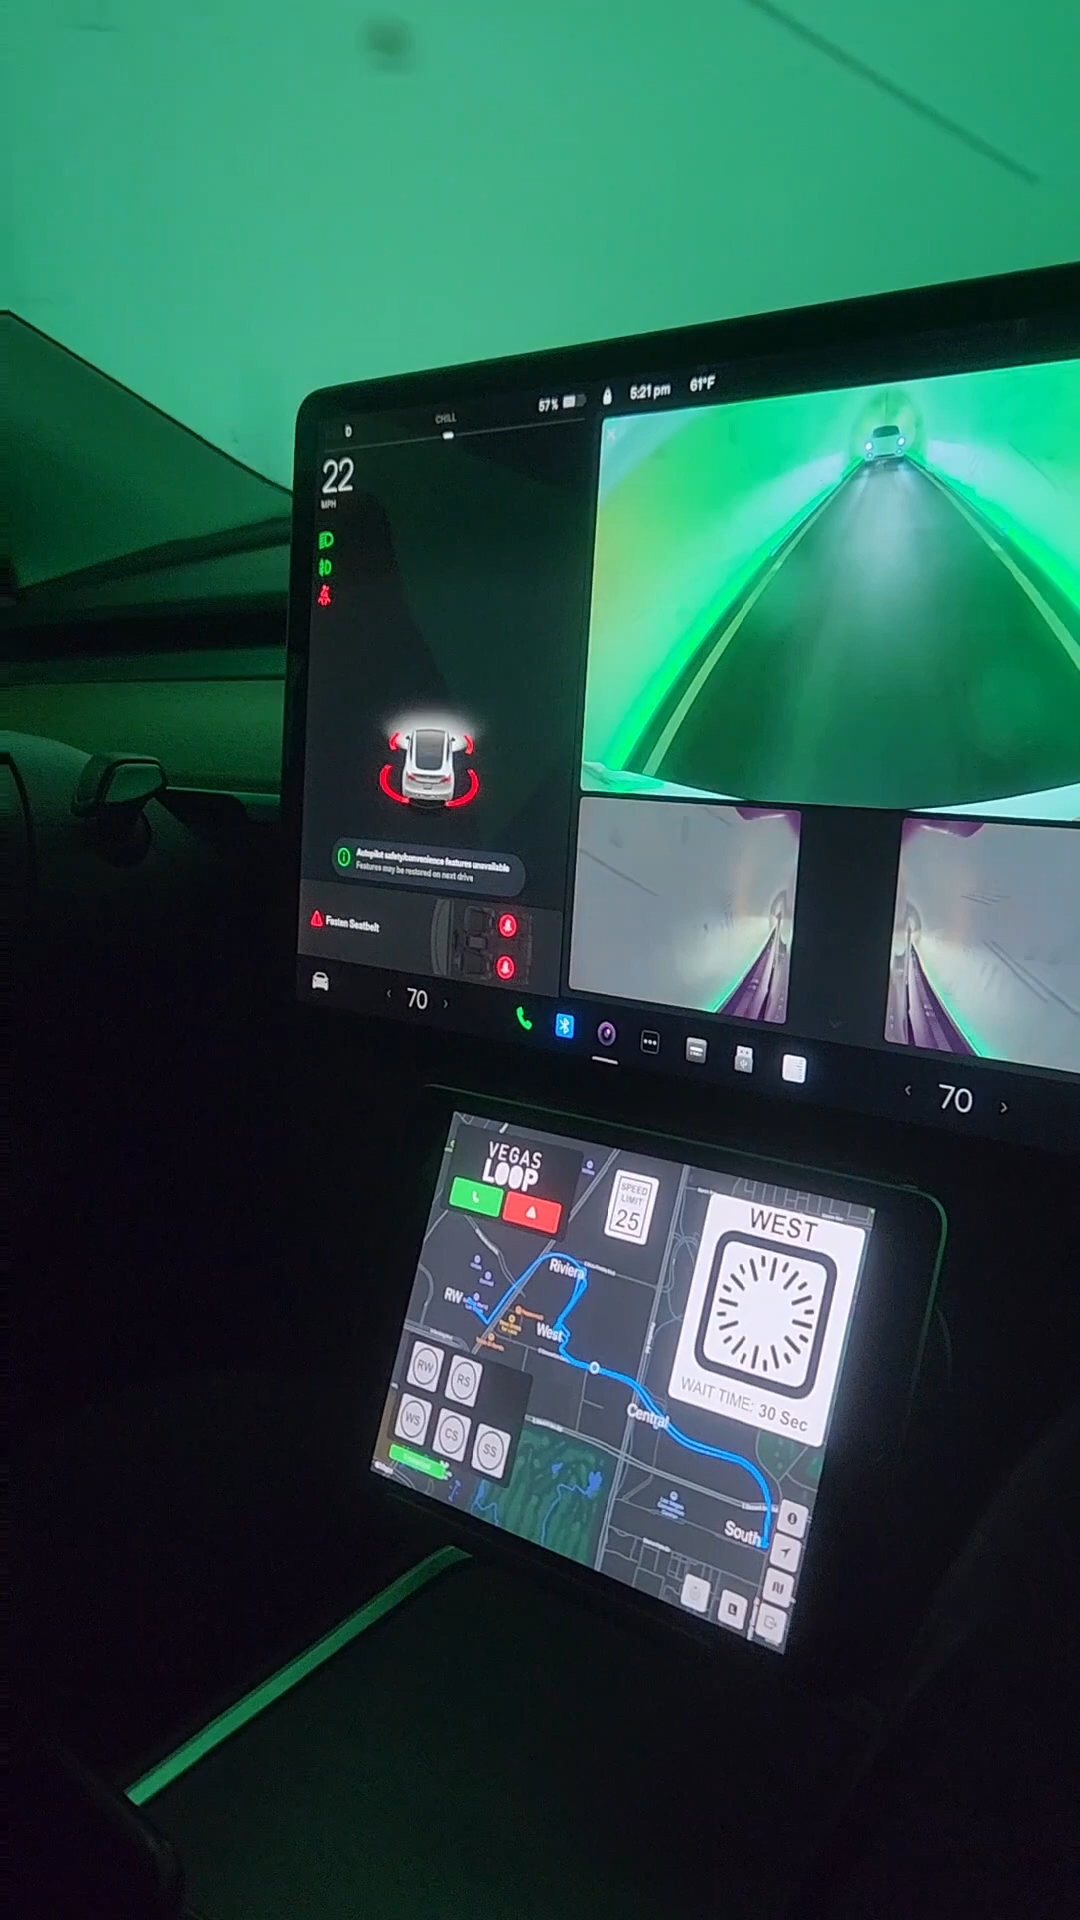 D
CHILL
57%
5:21 pm
61°F
22
MPH
Autopilot safety/convenience features unavailable
Features may be restored on next drive
Fasten Seatbelt
70
70
VEGAS
LOOP
SPEED
LIMIT
25
WEST
WAIT TIME: 30 Sec
Riviera
RW
West
Central
South
RW
RS
WS
CS
SS